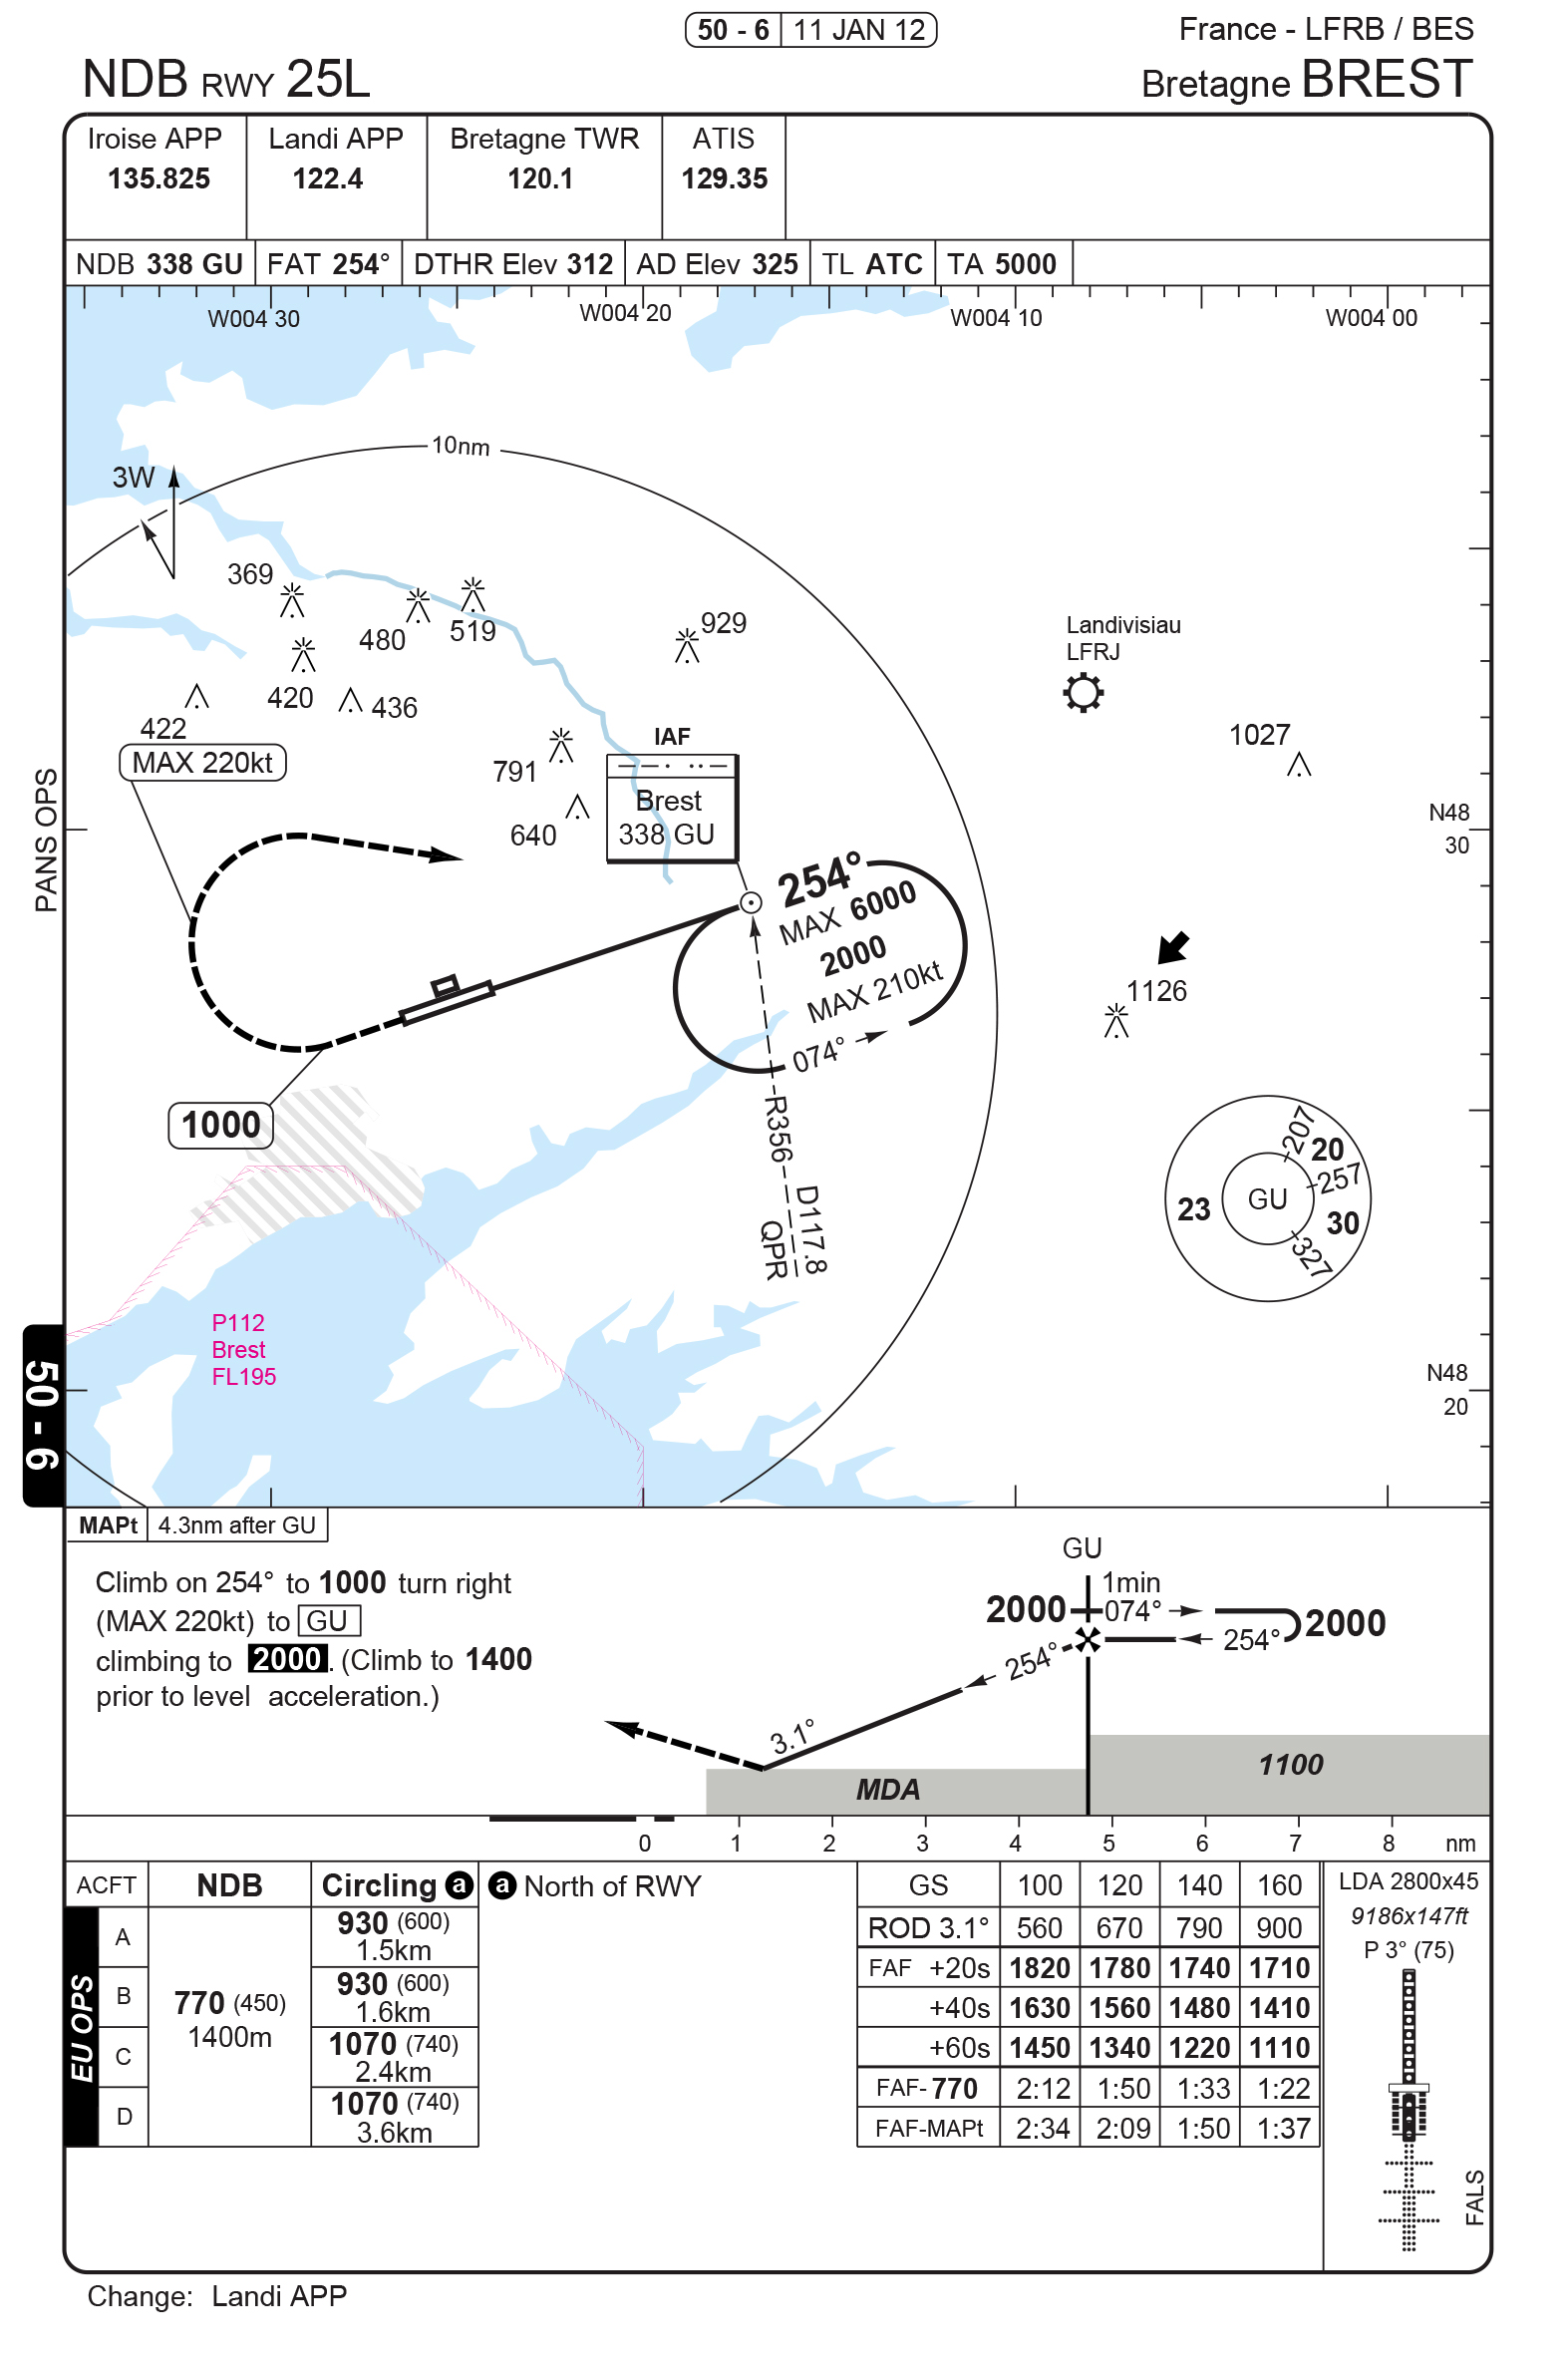 50 - 6 11 JAN 12
France - LFRB / BES
NDB RWY 25L
Bretagne BREST
Iroise APP Landi APP Bretagne TWR ATIS
135.825 122.4 120.1 129.35
NDB 338 GU FAT 254° DTHR Elev 312 AD Elev 325 TL ATC TA 5000
W004 30 W004 20 W004 10 W004 00
10nm
3W
369
480
519
929
420
436
422
MAX 220kt
Landivisiau
LFRJ
1027
IAF
791
640
Brest
338 GU
PANS OPS
N48
30
254°
MAX 6000
2000
MAX 210kt
074°
1126
1000
R356
D117.8
QPR
207
20
257
GU
23
30
327
P112
Brest
FL195
N48
20
50 - 6
MAPt 4.3nm after GU
Climb on 254° to 1000 turn right
(MAX 220kt) to GU
climbing to 2000. (Climb to 1400
prior to level acceleration.)
GU
1min
2000 074° 2000
254° 254°
3.1°
MDA
1100
0 1 2 3 4 5 6 7 8 nm
ACFT NDB Circling a
a North of RWY
EU OPS
A 930 (600)
1.5km
B 930 (600)
1.6km
770 (450)
1400m
C 1070 (740)
2.4km
D 1070 (740)
3.6km
GS 100 120 140 160
ROD 3.1° 560 670 790 900
FAF +20s 1820 1780 1740 1710
+40s 1630 1560 1480 1410
+60s 1450 1340 1220 1110
FAF-770 2:12 1:50 1:33 1:22
FAF-MAPt 2:34 2:09 1:50 1:37
LDA 2800x45
9186x147ft
P 3° (75)
FALS
Change: Landi APP